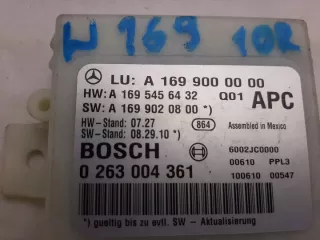 W 169 102
LU: A 169 900 00 00
HW: A 169 545 64 32 Q01 APC
SW: A 169 902 08 00 *)
HW-Stand: 07.27 864 Assembled in Mexico
SW-Stand: 08.29.10 *)
BOSCH 6002JC0000
0 263 004 361 00610 PPL3
100610 00547
*) gueltig bis zu evtl. SW - Aktualisierung